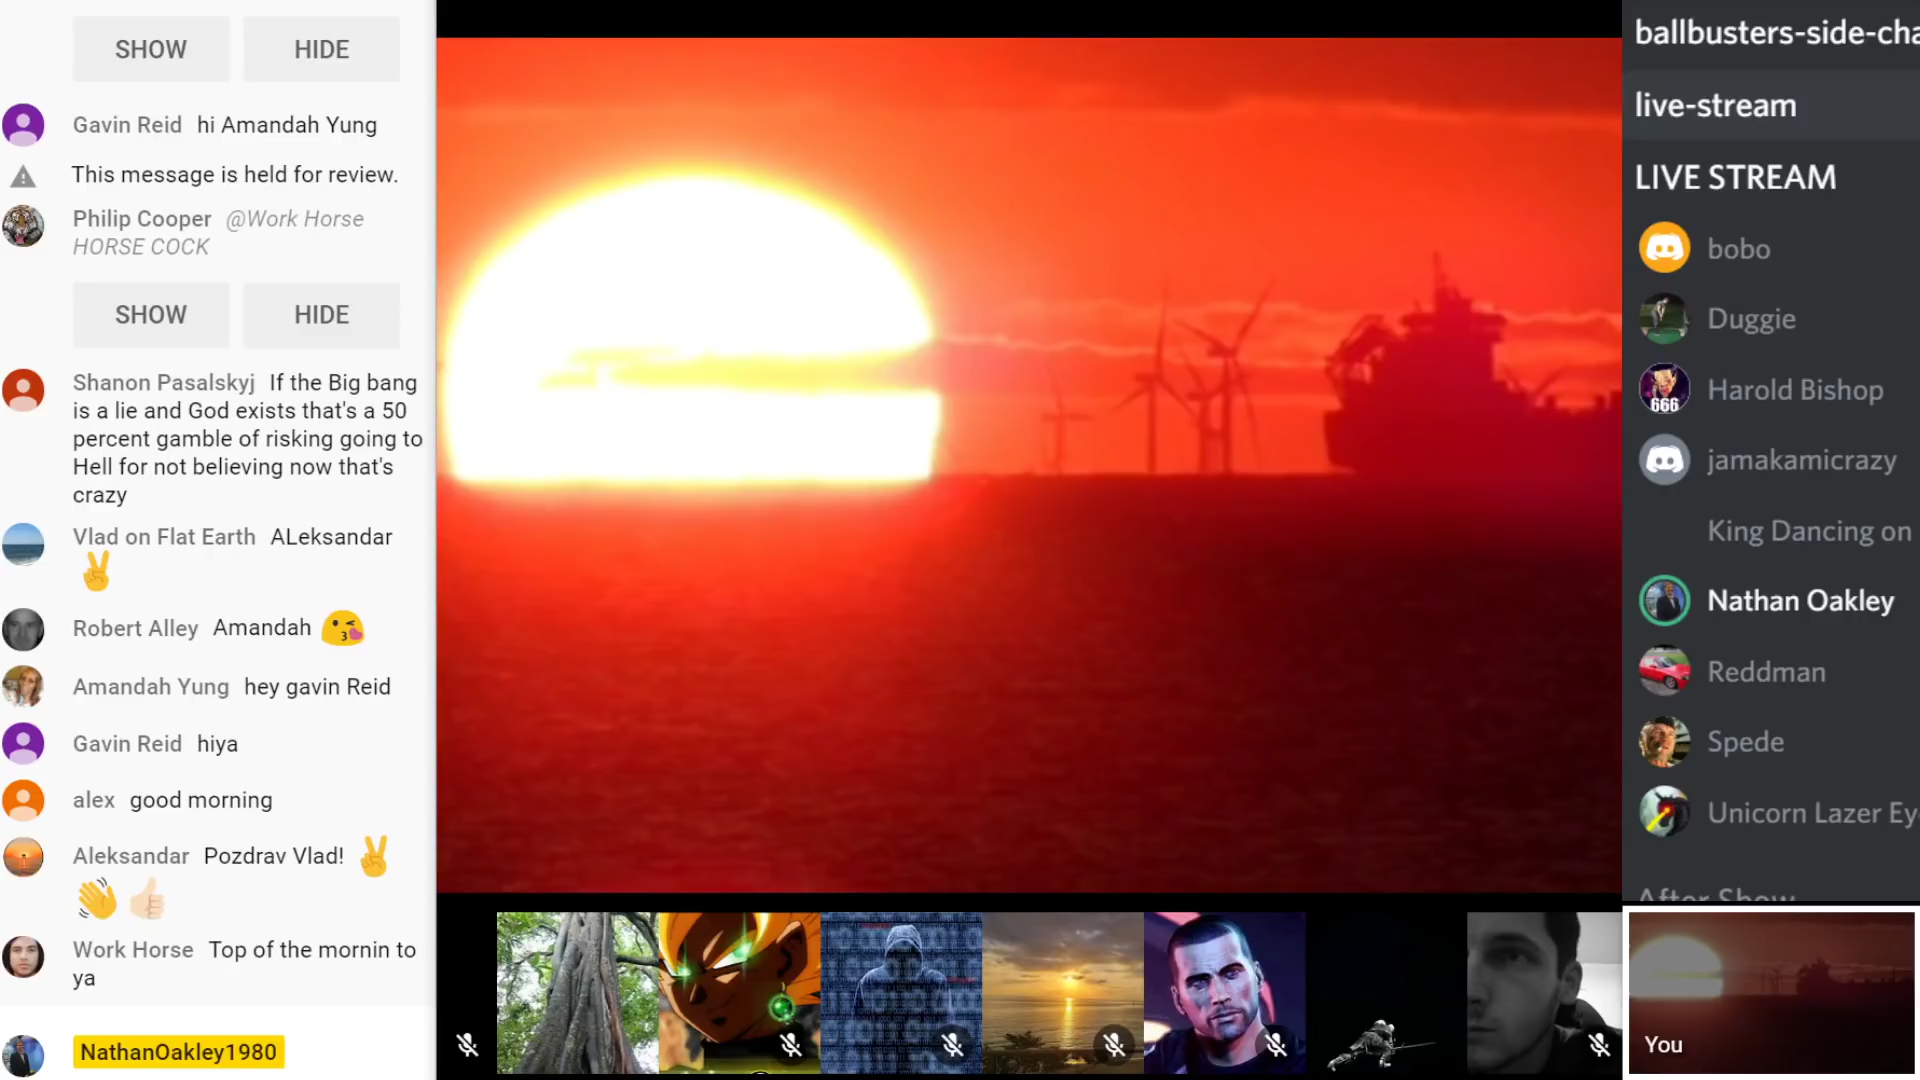 SHOW HIDE
Gavin Reid hi Amandah Yung
This message is held for review.
Philip Cooper @Work Horse
HORSE COCK
SHOW HIDE
Shanon Pasalskyj If the Big bang
is a lie and God exists that's a 50
percent gamble of risking going to
Hell for not believing now that's
crazy
Vlad on Flat Earth ALeksandar
✌
Robert Alley Amandah 😘
Amandah Yung hey gavin Reid
Gavin Reid hiya
alex good morning
Aleksandar Pozdrav Vlad! ✌
👋 👍🏻
Work Horse Top of the mornin to
ya
NathanOakley1980
ballbusters-side-cha
live-stream
LIVE STREAM
bobo
Duggie
666
Harold Bishop
jamakamicrazy
King Dancing on
Nathan Oakley
Reddman
Spede
Unicorn Lazer Ey
After Show
You